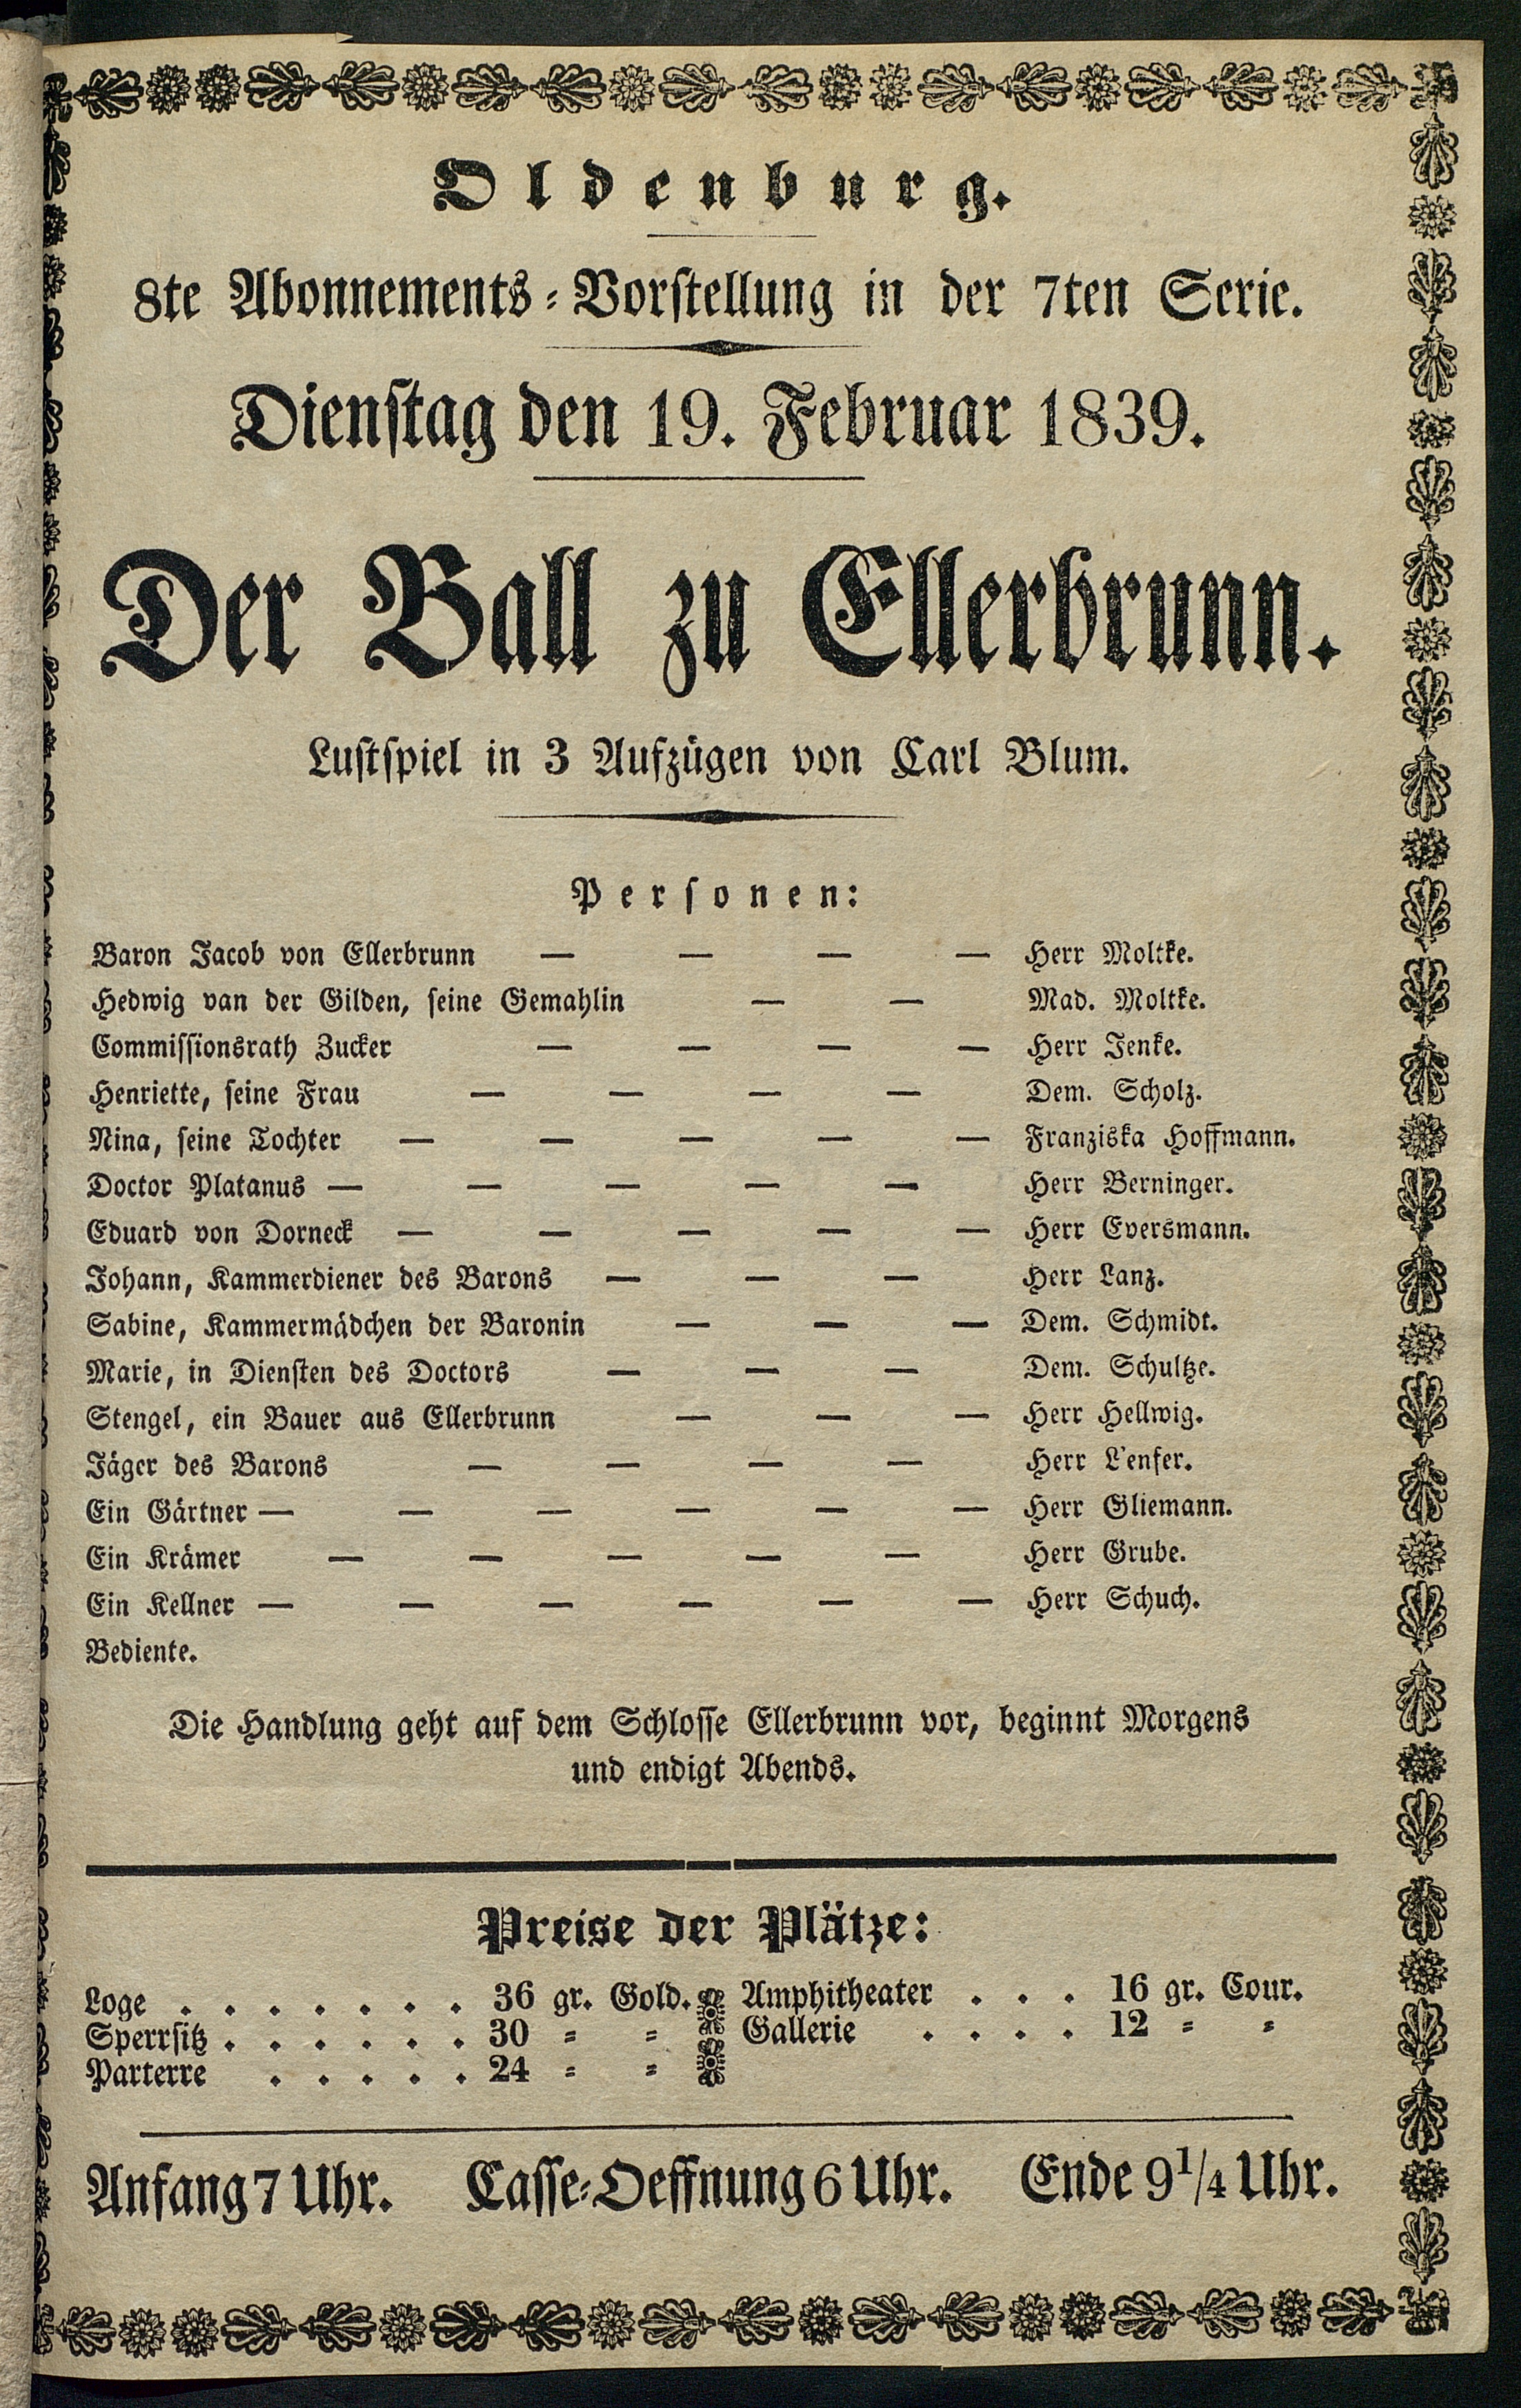 Oldenburg.
8te Abonnements-Vorstellung in der 7ten Serie.
Dienstag den 19. Februar 1839.
Der Ball zu Ellerbrunn.
Lustspiel in 3 Aufzügen von Carl Blum.
Personen:
Baron Jacob von Ellerbrunn — — — — Herr Moltke.
Hedwig van der Gilden, seine Gemahlin — — Mad. Moltke.
Commissionsrath Zucker — — — — Herr Jenke.
Henriette, seine Frau — — — — Dem. Scholz.
Nina, seine Tochter — — — — — Franziska Hoffmann.
Doctor Platanus — — — — — Herr Berninger.
Eduard von Dorneck — — — — — Herr Eversmann.
Johann, Kammerdiener des Barons — — — Herr Lanz.
Sabine, Kammermädchen der Baronin — — — Dem. Schmidt.
Marie, in Diensten des Doctors — — — Dem. Schultze.
Stengel, ein Bauer aus Ellerbrunn — — — Herr Hellwig.
Jäger des Barons — — — — Herr L'enfer.
Ein Gärtner — — — — — — Herr Gliemann.
Ein Krämer — — — — — Herr Grube.
Ein Kellner — — — — — — Herr Schuch.
Bediente.
Die Handlung geht auf dem Schlosse Ellerbrunn vor, beginnt Morgens
und endigt Abends.
Preise der Plätze:
Loge . . . . . . . 36 gr. Gold. Amphitheater . . . 16 gr. Cour.
Sperrsitz . . . . . . 30 = = Gallerie . . . . 12 = =
Parterre . . . . . 24 = =
Anfang 7 Uhr. Casse-Oeffnung 6 Uhr. Ende 9 1/4 Uhr.